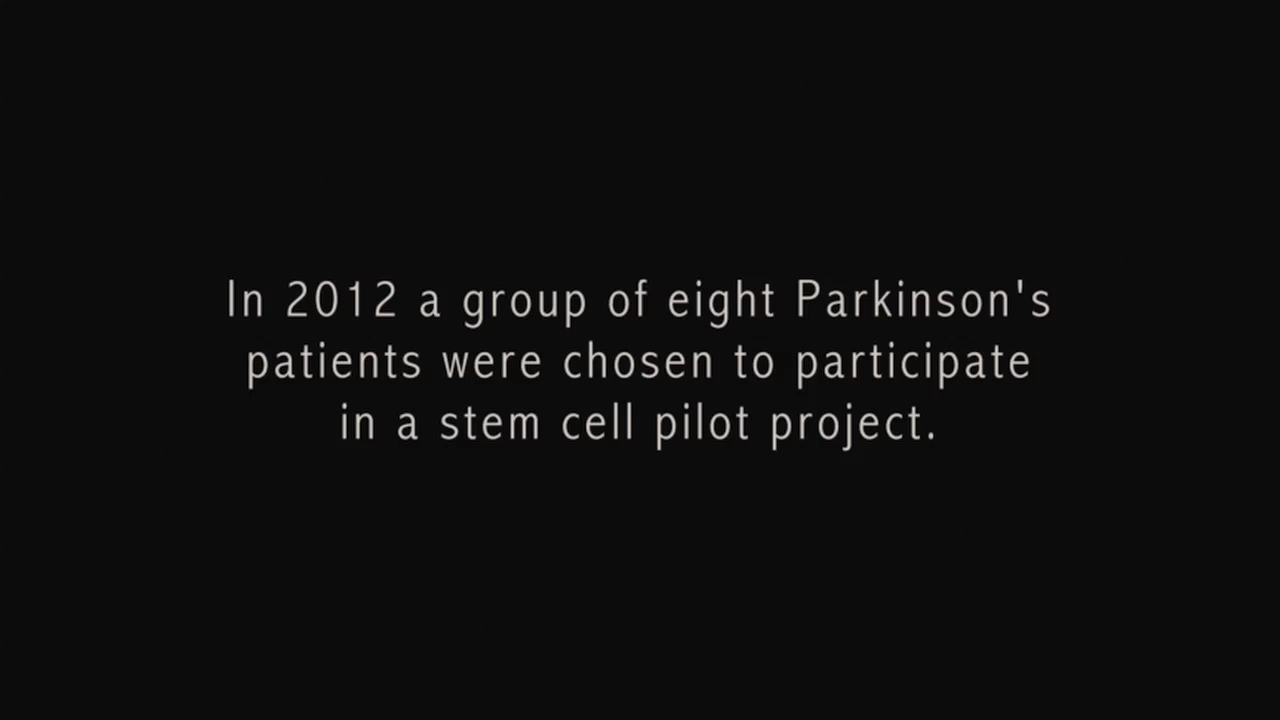 In 2012 a group of eight Parkinson's
patients were chosen to participate
in a stem cell pilot project.